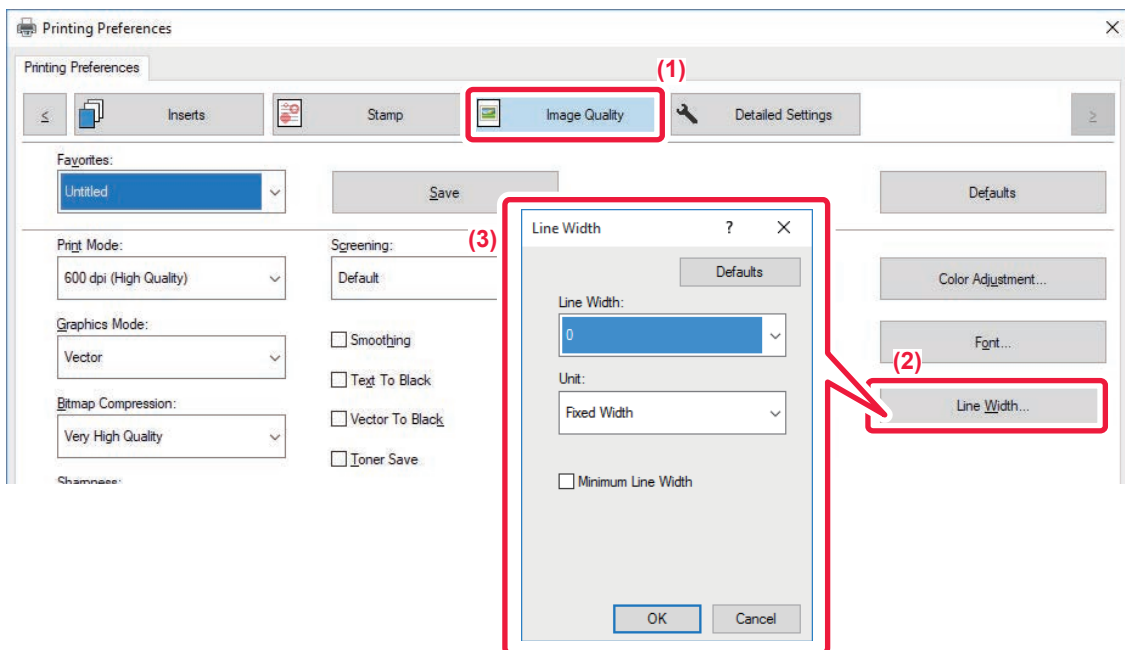 Printing Preferences
Printing Preferences
(1)
Inserts
Stamp
Image Quality
Detailed Settings
Favorites:
Untitled
Save
Defaults
Print Mode:
600 dpi (High Quality)
Screening:
Default
(3)
Line Width
?
Defaults
Line Width:
0
Unit:
Fixed Width
Minimum Line Width
OK
Cancel
Color Adjustment...
Graphics Mode:
Vector
Smoothing
Text To Black
Font...
(2)
Line Width...
Bitmap Compression:
Very High Quality
Vector To Black
Toner Save
Sharpness: